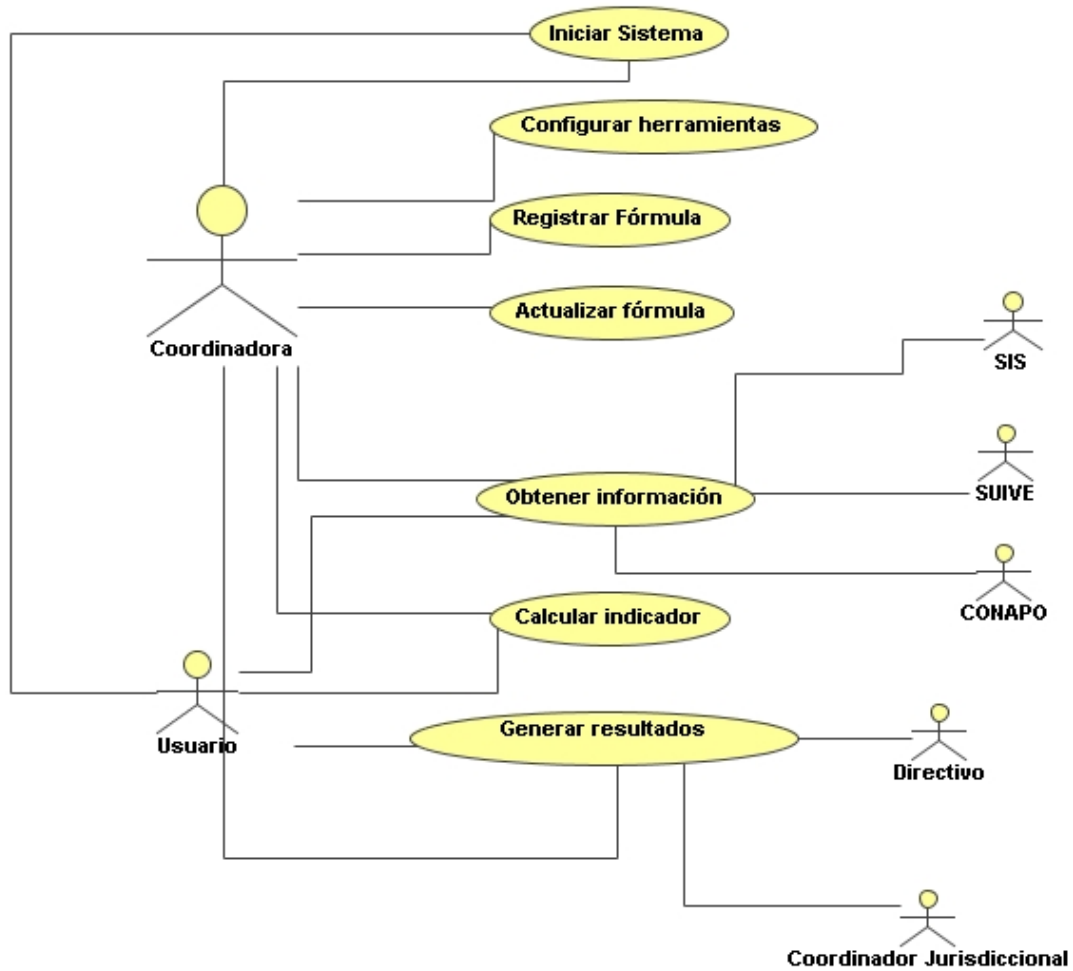 Iniciar Sistema
Configurar herramientas
Registrar Fórmula
Actualizar fórmula
Coordinadora
SIS
Obtener información
SUIVE
CONAPO
Calcular indicador
Usuario
Generar resultados
Directivo
Coordinador Jurisdiccional